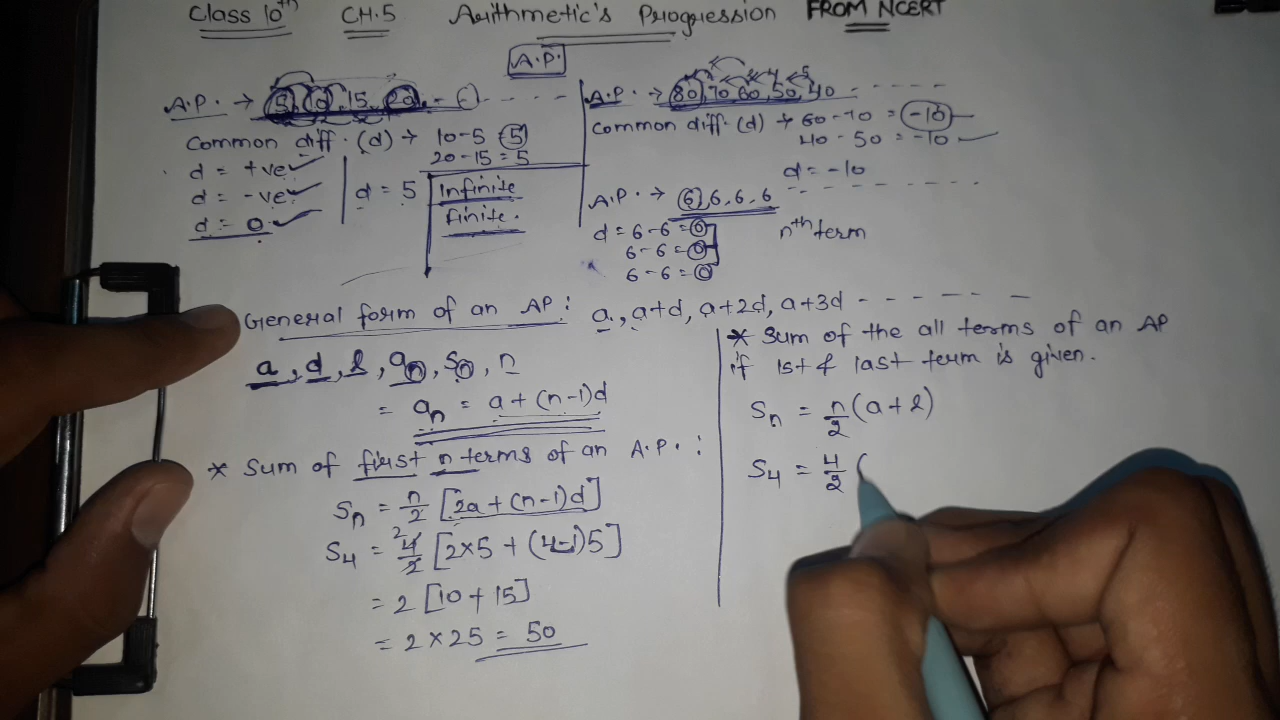 Class 10th CH.5 Arithmetic's Progression FROM NCERT
A.P.
A.P. → 5, 10, 15, 20, - - - - -
Common diff. (d) → 10-5 = 5
20-15 = 5
d = +ve ✓
d = -ve ✓
d = 0 ✓
d = 5
Infinite
Finite.
A.P. → 80, 70, 60, 50, 40 - - - - - -
Common diff. (d) → 60-70 = -10
40-50 = -10
d = -10
A.P. → 6, 6, 6, 6 - - - - - -
d = 6-6 = 0
6-6 = 0
6-6 = 0
nth term
General form of an AP: a, a+d, a+2d, a+3d - - - - - -
a, d, l, an, Sn, n
= an = a + (n-1)d
* Sum of first n terms of an A.P. :
Sn = n/2 [2a + (n-1)d]
S4 = 4/2 [2×5 + (4-1)5]
2
= 2 [10+15]
= 2 × 25 = 50
* Sum of the all terms of an AP
if 1st & last term is given.
Sn = n/2 (a+l)
S4 = 4/2 (